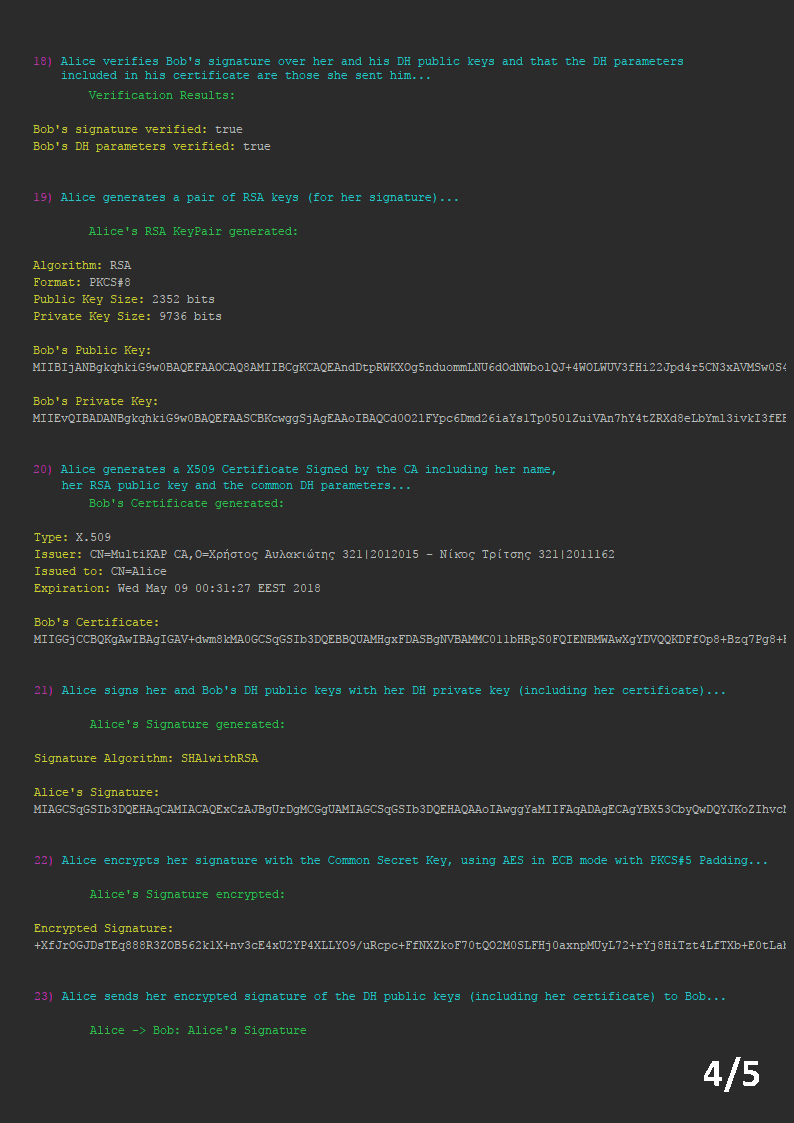 18) Alice verifies Bob's signature over her and his DH public keys and that the DH parameters
included in his certificate are those she sent him...
Verification Results:
Bob's signature verified: true
Bob's DH parameters verified: true
19) Alice generates a pair of RSA keys (for her signature)...
Alice's RSA KeyPair generated:
Algorithm: RSA
Format: PKCS#8
Public Key Size: 2352 bits
Private Key Size: 9736 bits
Bob's Public Key:
MIIBIjANBgkqhkiG9w0BAQEFAAOCAQ8AMIIBCgKCAQEAndDtpRWKXOg5nduommLNU6dOdNWbolQJ+4WOLWUV3fHi22Jpd4r5CN3xAVMSw0S4
Bob's Private Key:
MIIEvQIBADANBgkqhkiG9w0BAQEFAASCBKcwggSjAgEAAoIBAQCd0O2lFYpc6Dmd26iaYs1Tp0501ZuiVAn7hY4tZRXd8eLbYml3ivkI3fEB
20) Alice generates a X509 Certificate Signed by the CA including her name,
her RSA public key and the common DH parameters...
Bob's Certificate generated:
Type: X.509
Issuer: CN=MultiKAP CA,O=Χρήστος Αυλακιώτης 321|2012015 - Νίκος Τρίτσης 321|2011162
Issued to: CN=Alice
Expiration: Wed May 09 00:31:27 EEST 2018
Bob's Certificate:
MIIGGjCCBQKgAwIBAgIGAV+dwm8kMA0GCSqGSIb3DQEBBQUAMHgxFDASBgNVBAMMC011bHRpS0FQIENBMWAwXgYDVQQKDFfOp8+Bzq7Pg8+
21) Alice signs her and Bob's DH public keys with her DH private key (including her certificate)...
Alice's Signature generated:
Signature Algorithm: SHA1withRSA
Alice's Signature:
MIAGCSqGSIb3DQEHAqCAMIACAQExCzAJBgUrDgMCGgUAMIAGCSqGSIb3DQEHAQAAoIAwggYaMIIFAqADAgECAgYBX53CbyQwDQYJKoZIhvc
22) Alice encrypts her signature with the Common Secret Key, using AES in ECB mode with PKCS#5 Padding...
Alice's Signature encrypted:
Encrypted Signature:
+XfJrOGJDsTEq888R3ZOB562klX+nv3cE4xU2YP4XLLYO9/uRcpc+FfNXZkoF70tQO2M0SLFHj0axnpMUyL72+rYj8HiTzt4LfTXb+E0tLa
23) Alice sends her encrypted signature of the DH public keys (including her certificate) to Bob...
Alice -> Bob: Alice's Signature
4/5